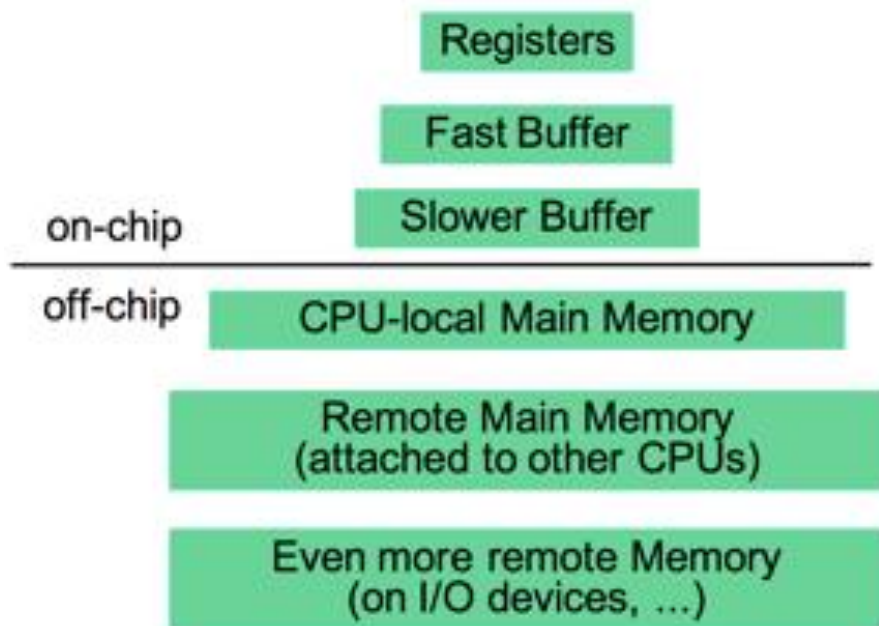 Registers
Fast Buffer
Slower Buffer
on-chip
off-chip
CPU-local Main Memory
Remote Main Memory
(attached to other CPUs)
Even more remote Memory
(on I/O devices, ...)